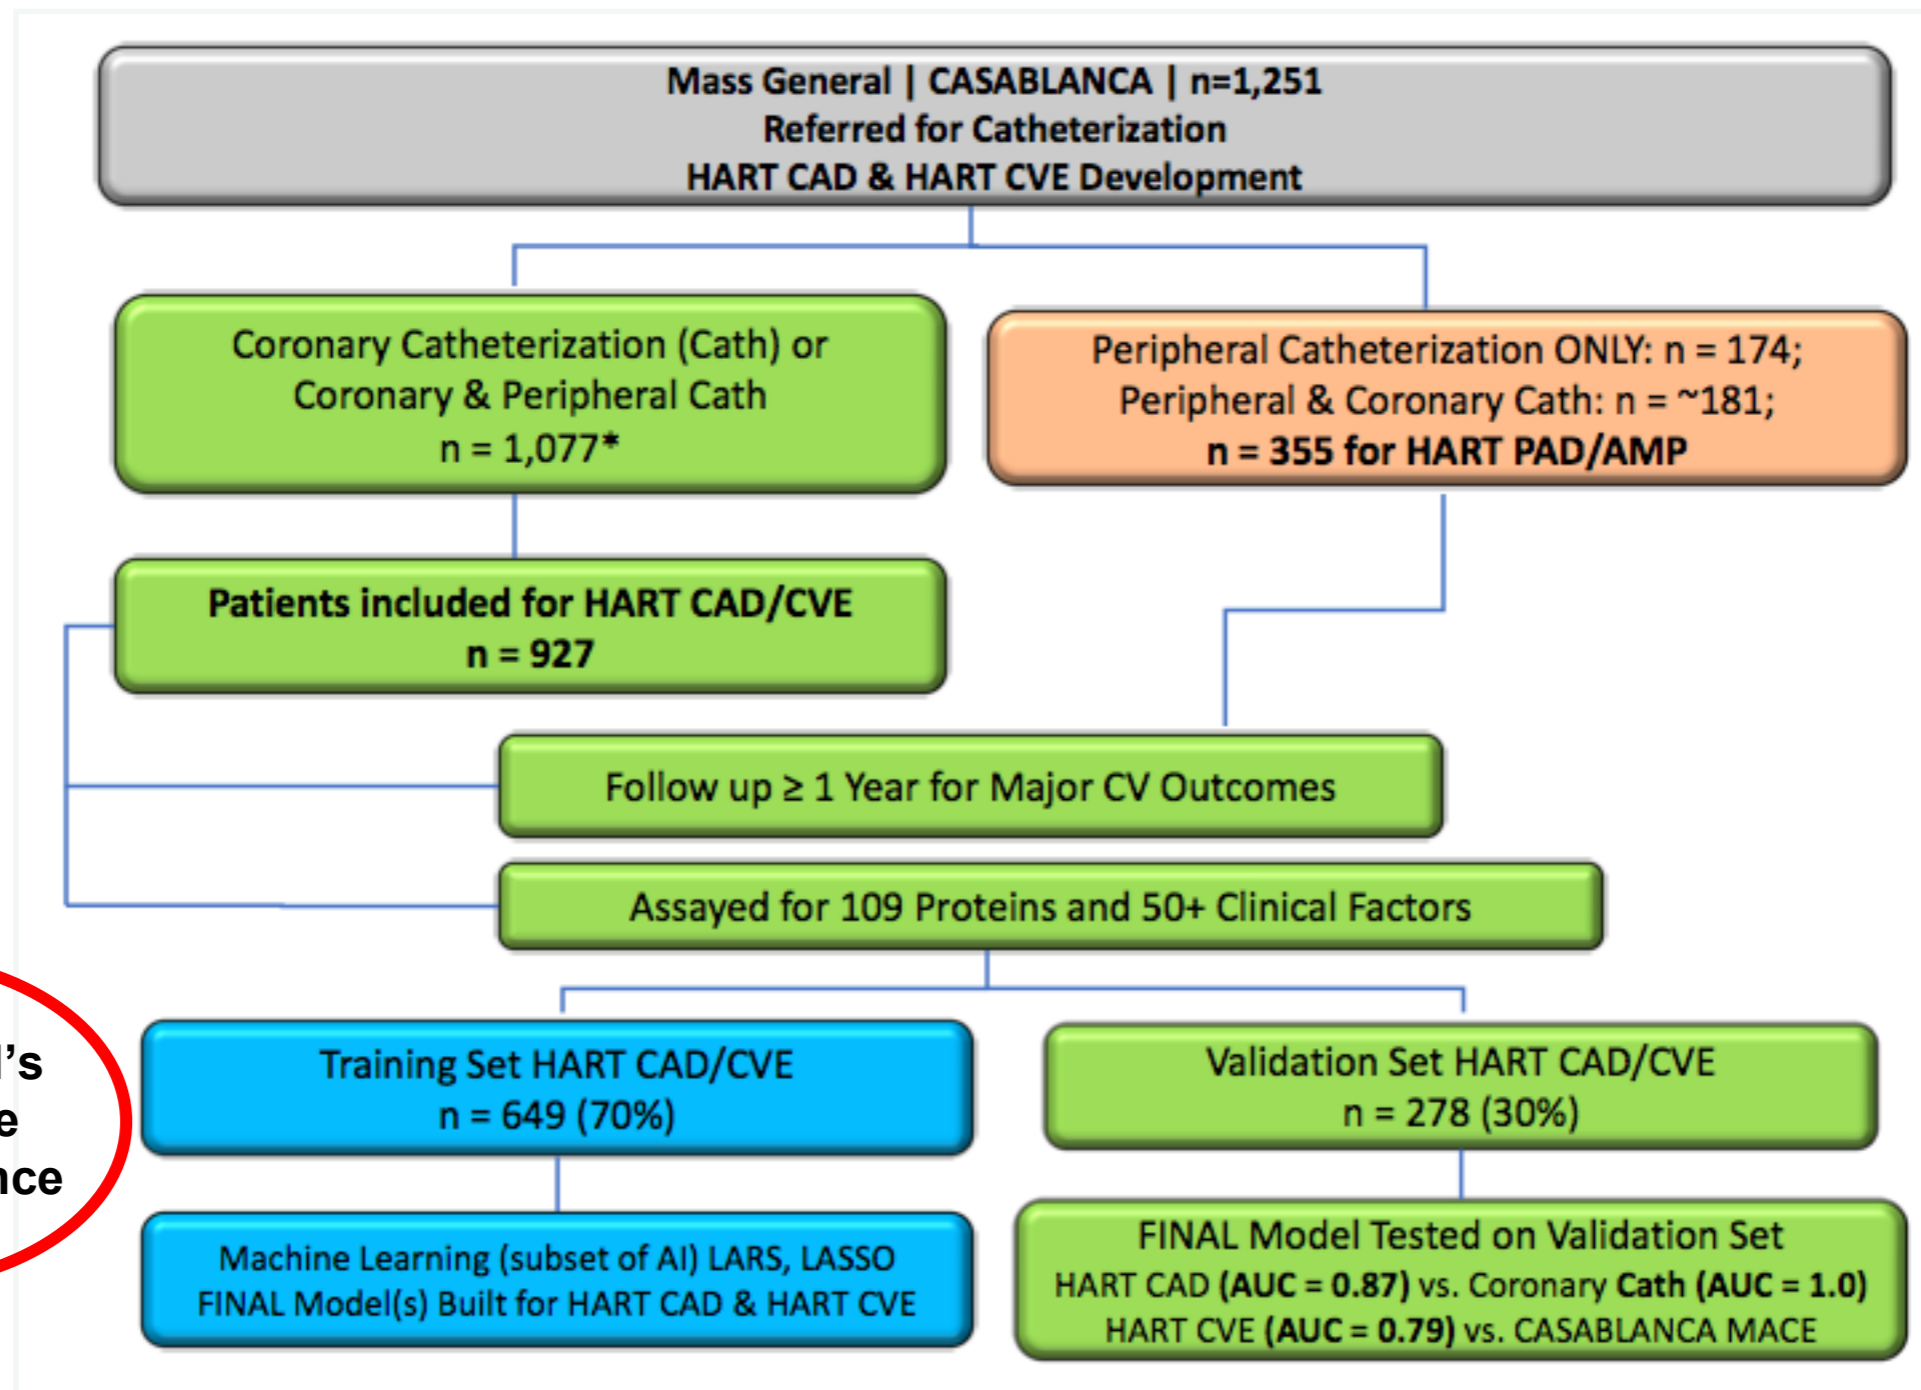 Mass General | CASABLANCA | n=1,251
Referred for Catheterization
HART CAD & HART CVE Development
Coronary Catheterization (Cath) or
Coronary & Peripheral Cath
n = 1,077*
Peripheral Catheterization ONLY: n = 174;
Peripheral & Coronary Cath: n = ~181;
n = 355 for HART PAD/AMP
Patients included for HART CAD/CVE
n = 927
Follow up ≥ 1 Year for Major CV Outcomes
Assayed for 109 Proteins and 50+ Clinical Factors
Training Set HART CAD/CVE
n = 649 (70%)
Validation Set HART CAD/CVE
n = 278 (30%)
Machine Learning (subset of AI) LARS, LASSO
FINAL Model(s) Built for HART CAD & HART CVE
FINAL Model Tested on Validation Set
HART CAD (AUC = 0.87) vs. Coronary Cath (AUC = 1.0)
HART CVE (AUC = 0.79) vs. CASABLANCA MACE